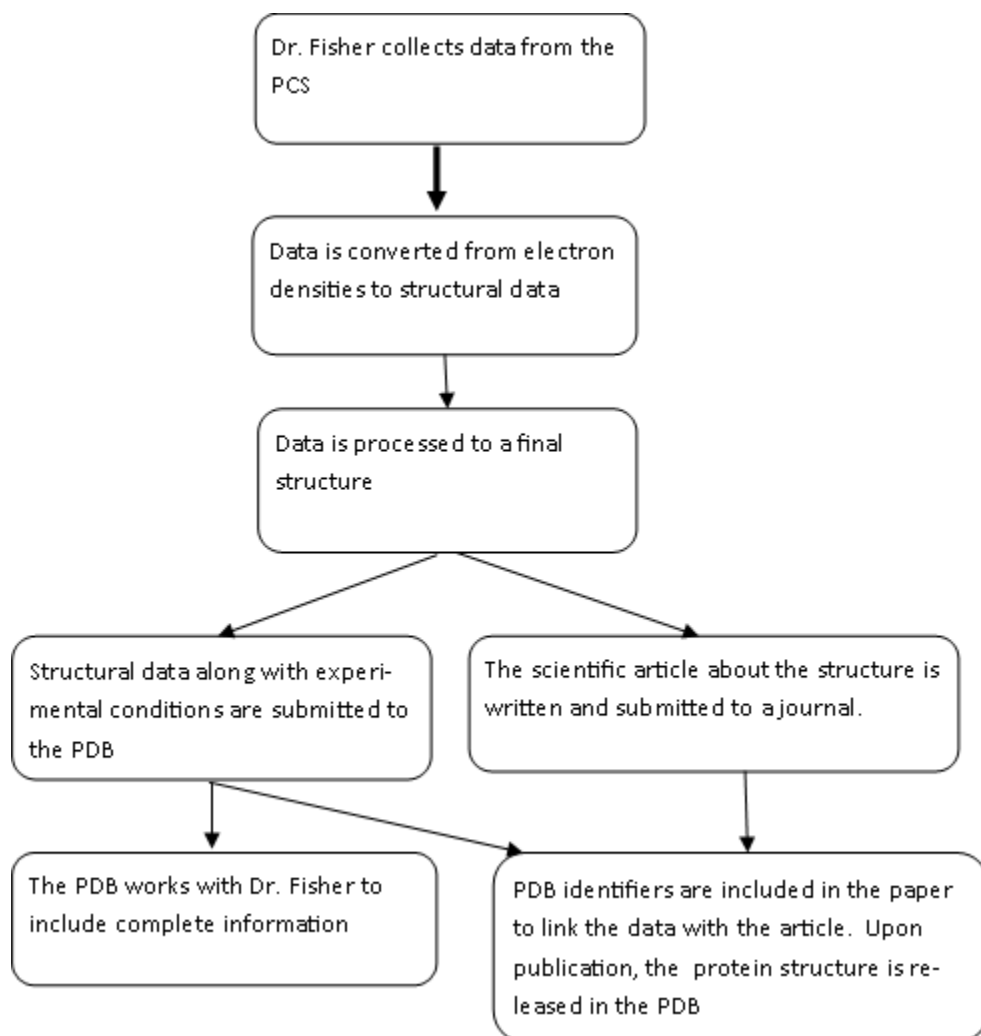 Dr. Fisher collects data from the
PCS
Data is converted from electron
densities to structural data
Data is processed to a final
structure
Structural data along with experi-
mental conditions are submitted to
the PDB
The scientific article about the structure is
written and submitted to a journal.
The PDB works with Dr. Fisher to
include complete information
PDB identifiers are included in the paper
to link the data with the article.  Upon
publication, the  protein structure is re-
leased in the PDB